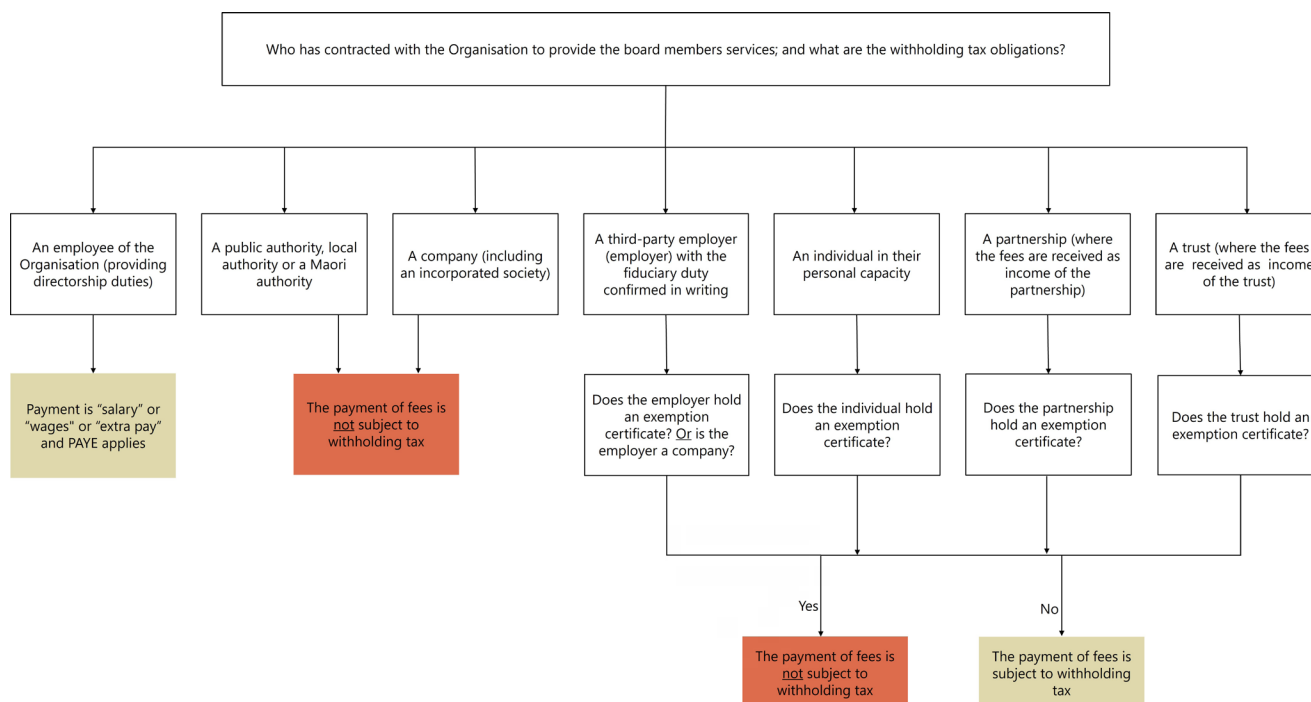 Who has contracted with the Organisation to provide the board members services; and what are the withholding tax obligations?
An employee of the
Organisation (providing
directorship duties)
A public authority, local
authority or a Maori
authority
A company (including
an incorporated society)
A third-party employer
(employer) with the
fiduciary duty
confirmed in writing
An individual in their
personal capacity
A partnership (where
the fees are received as
income of the
partnership)
A trust (where the fees
are received as income
of the trust)
Payment is “salary” or
“wages" or “extra pay”
and PAYE applies
The payment of fees is
not subject to
withholding tax
Does the employer hold
an exemption
certificate? Or is the
employer a company?
Does the individual hold
an exemption
certificate?
Does the partnership
hold an exemption
certificate?
Does the trust hold an
exemption certificate?
Yes
No
The payment of fees is
not subject to
withholding tax
The payment of fees is
subject to withholding
tax